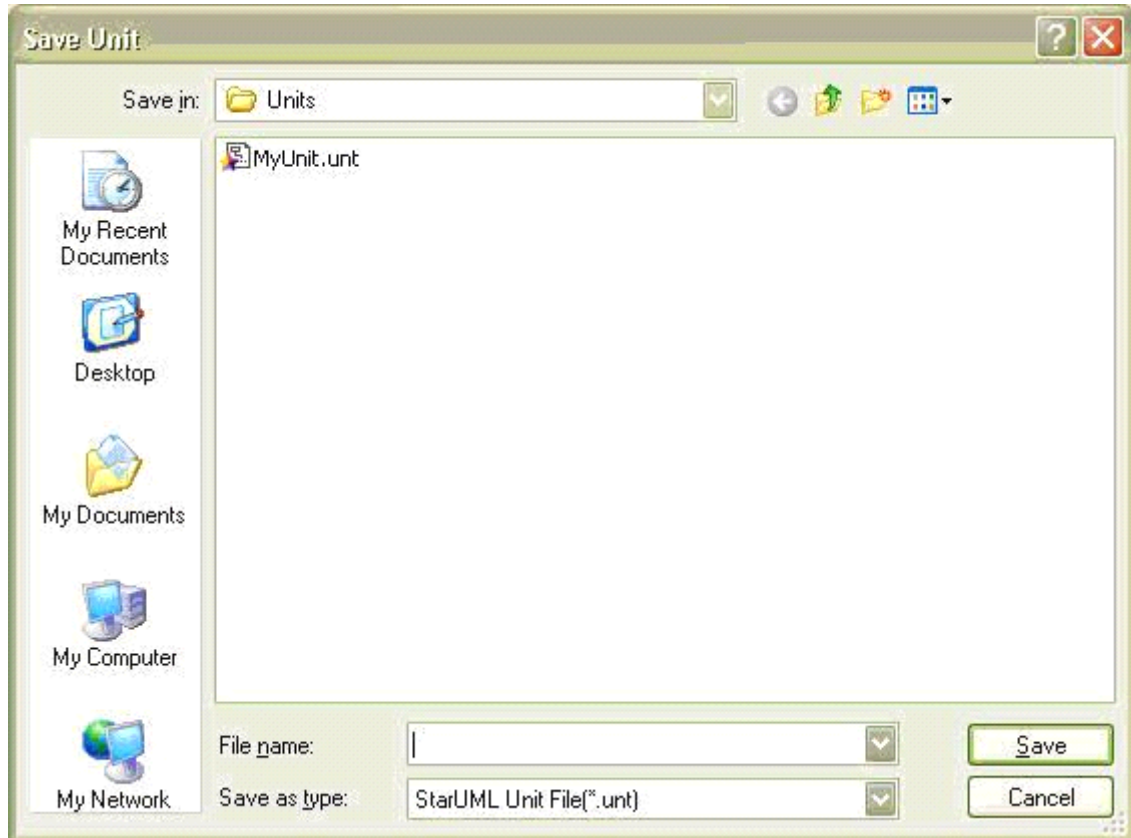 Save Unit
Save in:
Units
MyUnit.unt
My Recent
Documents
Desktop
My Documents
My Computer
My Network
File name:
Save
Save as type:
StarUML Unit File(*.unt)
Cancel